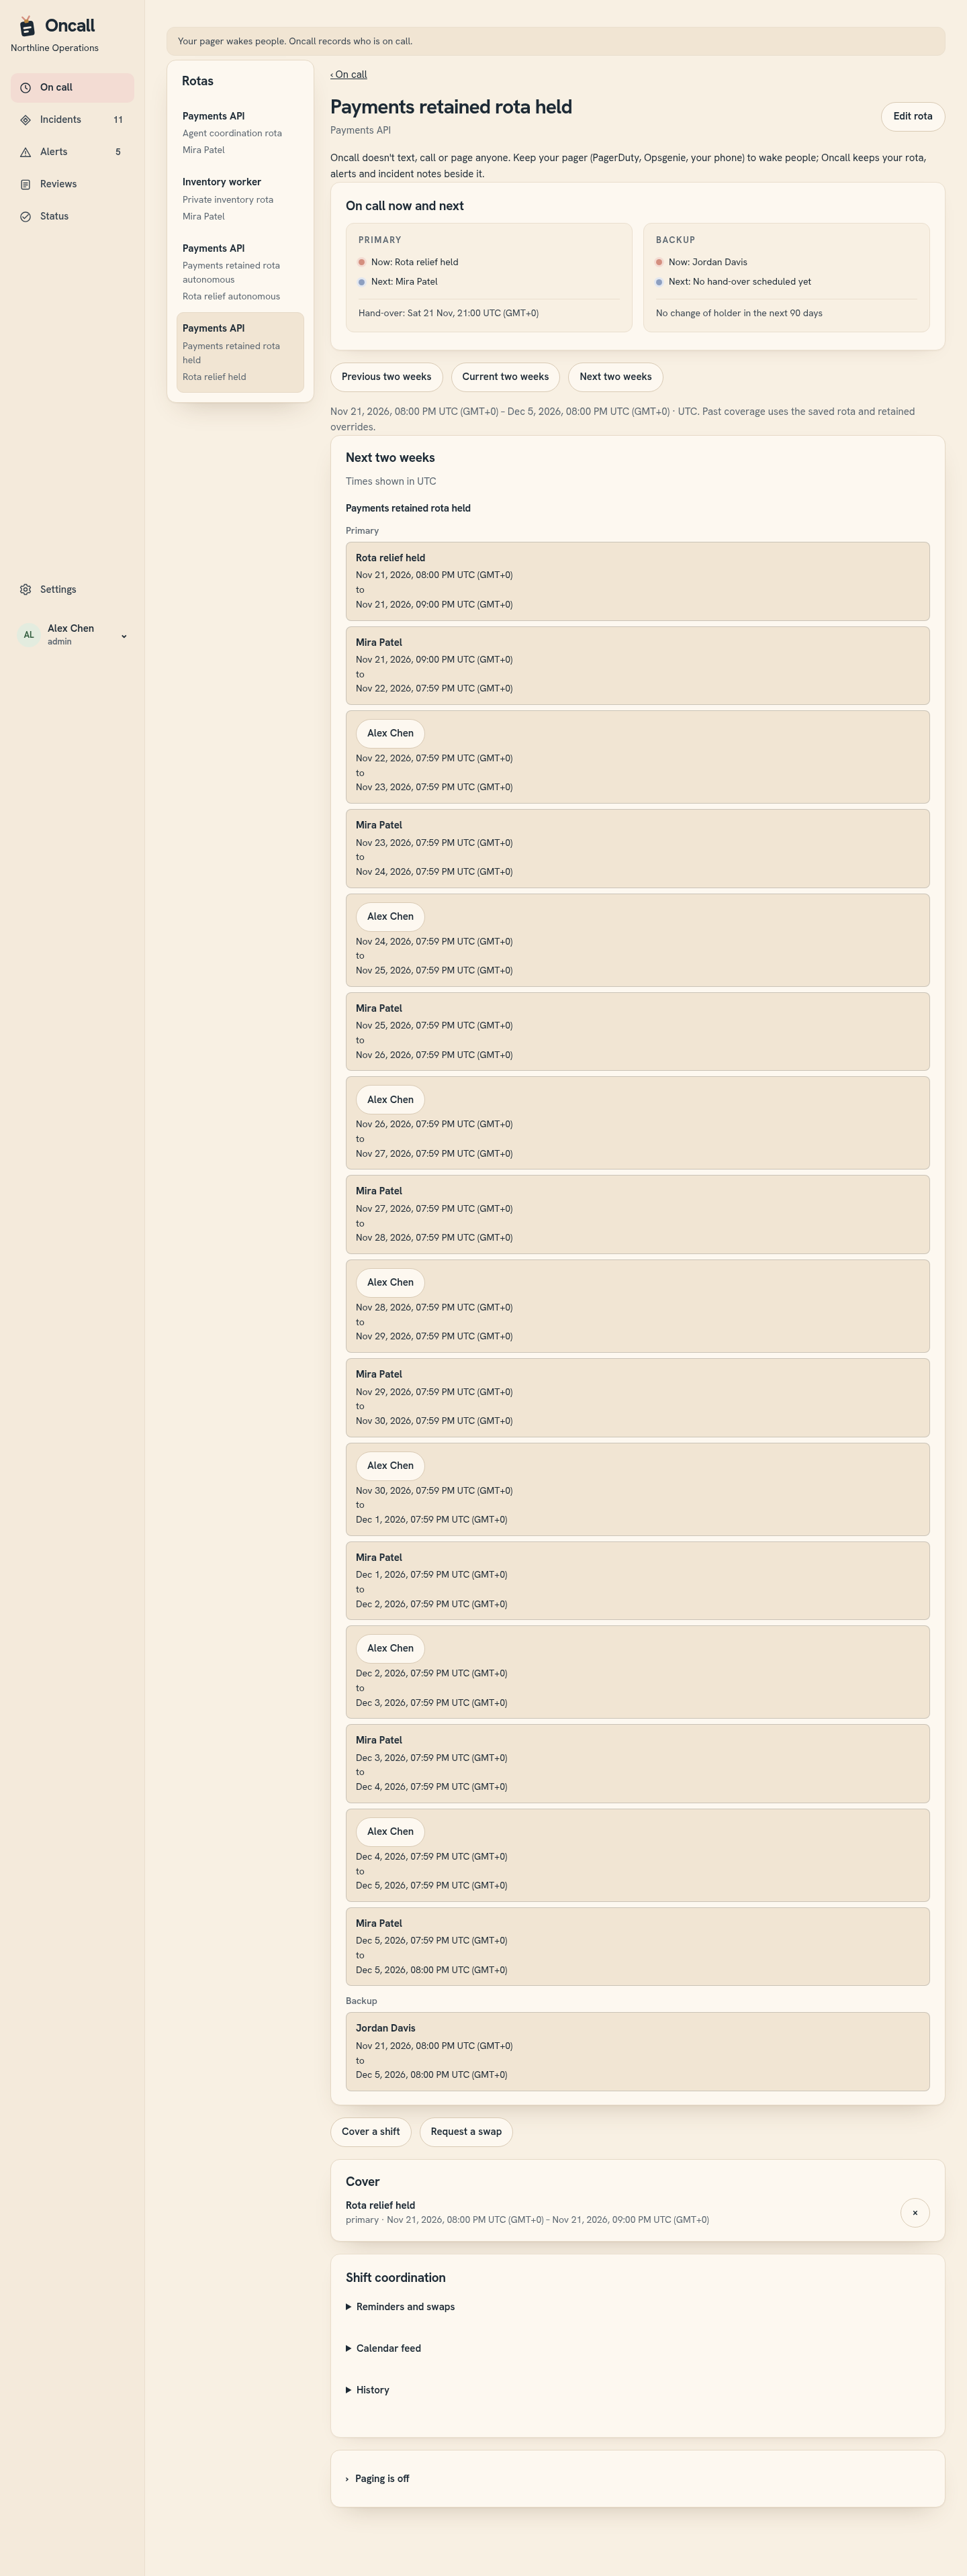 Oncall
Northline Operations
On call
Incidents 11
Alerts 5
Reviews
Status
Settings
AL
Alex Chen
admin
Your pager wakes people. Oncall records who is on call.
Rotas
Payments API
Agent coordination rota
Mira Patel
Inventory worker
Private inventory rota
Mira Patel
Payments API
Payments retained rota
autonomous
Rota relief autonomous
Payments API
Payments retained rota
held
Rota relief held
‹ On call
Payments retained rota held
Payments API
Edit rota
Oncall doesn't text, call or page anyone. Keep your pager (PagerDuty, Opsgenie, your phone) to wake people; Oncall keeps your rota,
alerts and incident notes beside it.
On call now and next
PRIMARY
Now: Rota relief held
Next: Mira Patel
Hand-over: Sat 21 Nov, 21:00 UTC (GMT+0)
BACKUP
Now: Jordan Davis
Next: No hand-over scheduled yet
No change of holder in the next 90 days
Previous two weeks
Current two weeks
Next two weeks
Nov 21, 2026, 08:00 PM UTC (GMT+0) – Dec 5, 2026, 08:00 PM UTC (GMT+0) · UTC. Past coverage uses the saved rota and retained
overrides.
Next two weeks
Times shown in UTC
Payments retained rota held
Primary
Rota relief held
Nov 21, 2026, 08:00 PM UTC (GMT+0)
to
Nov 21, 2026, 09:00 PM UTC (GMT+0)
Mira Patel
Nov 21, 2026, 09:00 PM UTC (GMT+0)
to
Nov 22, 2026, 07:59 PM UTC (GMT+0)
Alex Chen
Nov 22, 2026, 07:59 PM UTC (GMT+0)
to
Nov 23, 2026, 07:59 PM UTC (GMT+0)
Mira Patel
Nov 23, 2026, 07:59 PM UTC (GMT+0)
to
Nov 24, 2026, 07:59 PM UTC (GMT+0)
Alex Chen
Nov 24, 2026, 07:59 PM UTC (GMT+0)
to
Nov 25, 2026, 07:59 PM UTC (GMT+0)
Mira Patel
Nov 25, 2026, 07:59 PM UTC (GMT+0)
to
Nov 26, 2026, 07:59 PM UTC (GMT+0)
Alex Chen
Nov 26, 2026, 07:59 PM UTC (GMT+0)
to
Nov 27, 2026, 07:59 PM UTC (GMT+0)
Mira Patel
Nov 27, 2026, 07:59 PM UTC (GMT+0)
to
Nov 28, 2026, 07:59 PM UTC (GMT+0)
Alex Chen
Nov 28, 2026, 07:59 PM UTC (GMT+0)
to
Nov 29, 2026, 07:59 PM UTC (GMT+0)
Mira Patel
Nov 29, 2026, 07:59 PM UTC (GMT+0)
to
Nov 30, 2026, 07:59 PM UTC (GMT+0)
Alex Chen
Nov 30, 2026, 07:59 PM UTC (GMT+0)
to
Dec 1, 2026, 07:59 PM UTC (GMT+0)
Mira Patel
Dec 1, 2026, 07:59 PM UTC (GMT+0)
to
Dec 2, 2026, 07:59 PM UTC (GMT+0)
Alex Chen
Dec 2, 2026, 07:59 PM UTC (GMT+0)
to
Dec 3, 2026, 07:59 PM UTC (GMT+0)
Mira Patel
Dec 3, 2026, 07:59 PM UTC (GMT+0)
to
Dec 4, 2026, 07:59 PM UTC (GMT+0)
Alex Chen
Dec 4, 2026, 07:59 PM UTC (GMT+0)
to
Dec 5, 2026, 07:59 PM UTC (GMT+0)
Mira Patel
Dec 5, 2026, 07:59 PM UTC (GMT+0)
to
Dec 5, 2026, 08:00 PM UTC (GMT+0)
Backup
Jordan Davis
Nov 21, 2026, 08:00 PM UTC (GMT+0)
to
Dec 5, 2026, 08:00 PM UTC (GMT+0)
Cover a shift
Request a swap
Cover
Rota relief held
primary · Nov 21, 2026, 08:00 PM UTC (GMT+0) – Nov 21, 2026, 09:00 PM UTC (GMT+0)
×
Shift coordination
Reminders and swaps
Calendar feed
History
› Paging is off